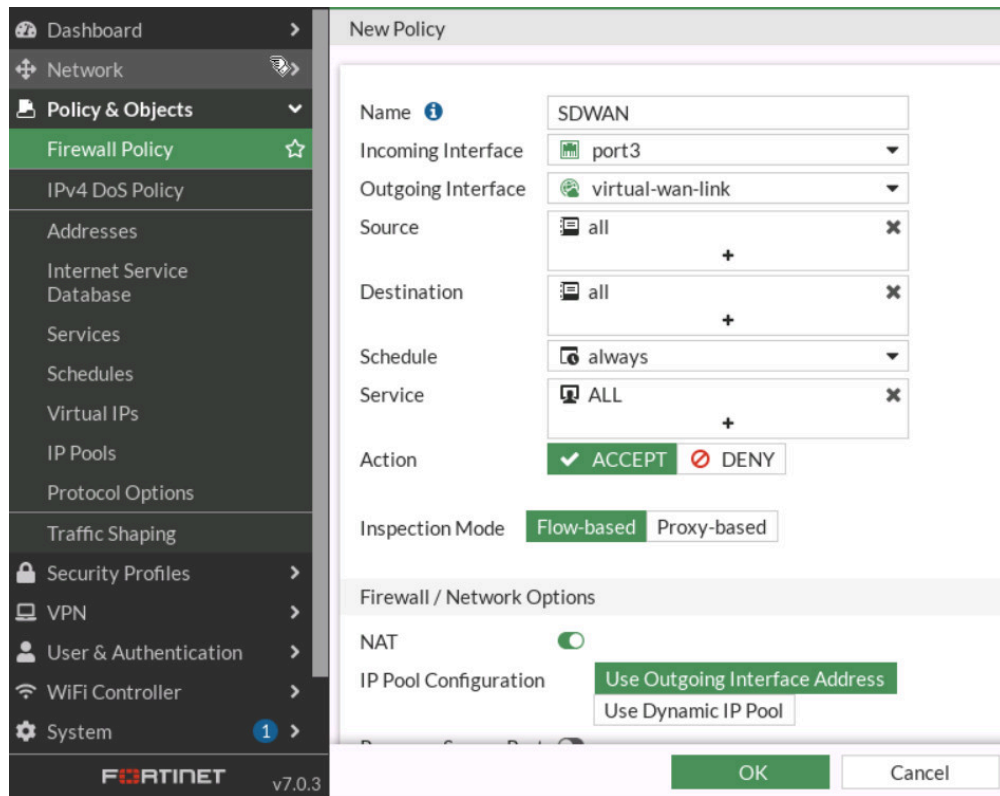 Dashboard
Network
Policy & Objects
Firewall Policy
IPv4 DoS Policy
Addresses
Internet Service
Database
Services
Schedules
Virtual IPs
IP Pools
Protocol Options
Traffic Shaping
Security Profiles
VPN
User & Authentication
WiFi Controller
System 1
FORTINET v7.0.3
New Policy
Name SDWAN
Incoming Interface port3
Outgoing Interface virtual-wan-link
Source all
+
Destination all
+
Schedule always
Service ALL
+
Action ACCEPT DENY
Inspection Mode Flow-based Proxy-based
Firewall / Network Options
NAT
IP Pool Configuration Use Outgoing Interface Address
Use Dynamic IP Pool
OK Cancel